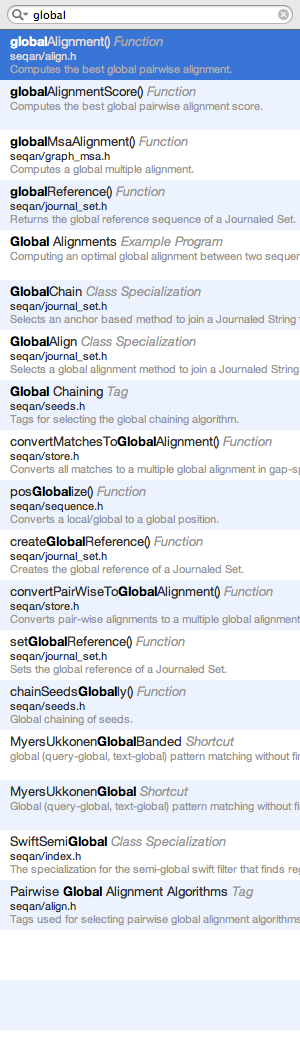 global
globalAlignment() Function
seqan/align.h
Computes the best global pairwise alignment.
globalAlignmentScore() Function
Computes the best global pairwise alignment score.
globalMsaAlignment() Function
seqan/graph_msa.h
Computes a global multiple alignment.
globalReference() Function
seqan/journal_set.h
Returns the global reference sequence of a Journaled Set.
Global Alignments Example Program
Computing an optimal global alignment between two sequen
GlobalChain Class Specialization
seqan/journal_set.h
Selects an anchor based method to join a Journaled String
GlobalAlign Class Specialization
seqan/journal_set.h
Selects a global alignment method to join a Journaled String
Global Chaining Tag
seqan/seeds.h
Tags for selecting the global chaining algorithm.
convertMatchesToGlobalAlignment() Function
seqan/store.h
Converts all matches to a multiple global alignment in gap-sp
posGlobalize() Function
seqan/sequence.h
Converts a local/global to a global position.
createGlobalReference() Function
seqan/journal_set.h
Creates the global reference of a Journaled Set.
convertPairWiseToGlobalAlignment() Function
seqan/store.h
Converts pair-wise alignments to a multiple global alignment
setGlobalReference() Function
seqan/journal_set.h
Sets the global reference of a Journaled Set.
chainSeedsGlobally() Function
seqan/seeds.h
Global chaining of seeds.
MyersUkkonenGlobalBanded Shortcut
global (query-global, text-global) pattern matching without fi
MyersUkkonenGlobal Shortcut
Global (query-global, text-global) pattern matching without fi
SwiftSemiGlobal Class Specialization
seqan/index.h
The specialization for the semi-global swift filter that finds re
Pairwise Global Alignment Algorithms Tag
seqan/align.h
Tags used for selecting pairwise global alignment algorithms